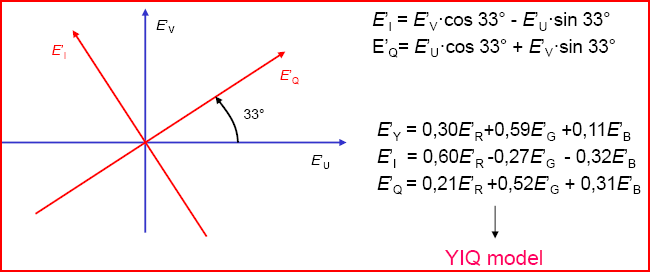 E'V
E'I
E'Q
33°
E'U
E'I = E'V·cos 33° - E'U·sin 33°
E'Q= E'U·cos 33° + E'V·sin 33°
E'Y = 0,30E'R+0,59E'G +0,11E'B
E'I = 0,60E'R -0,27E'G - 0,32E'B
E'Q = 0,21E'R +0,52E'G + 0,31E'B
YIQ model